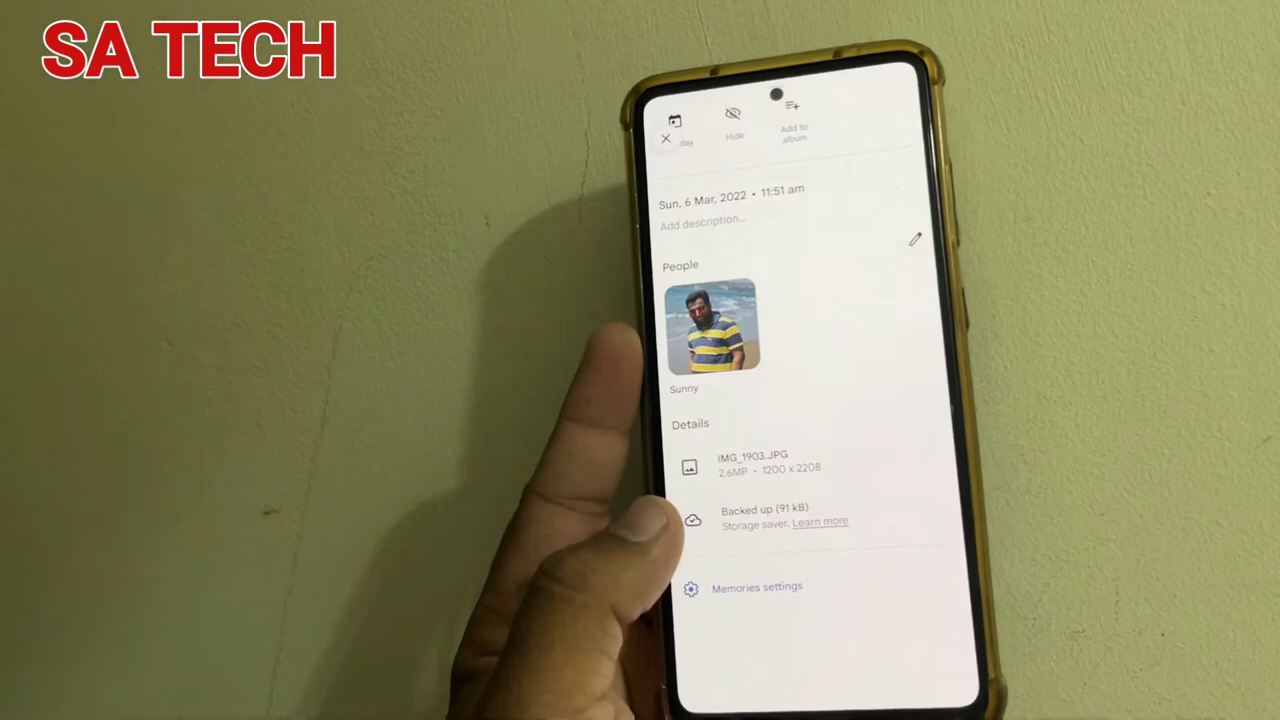 SA TECH
day
Hide
Add to
album
Sun, 6 Mar, 2022 • 11:51 am
Add description...
People
Sunny
Details
IMG_1903.JPG
2.6MP • 1200 x 2208
Backed up (91 kB)
Storage saver. Learn more
Memories settings